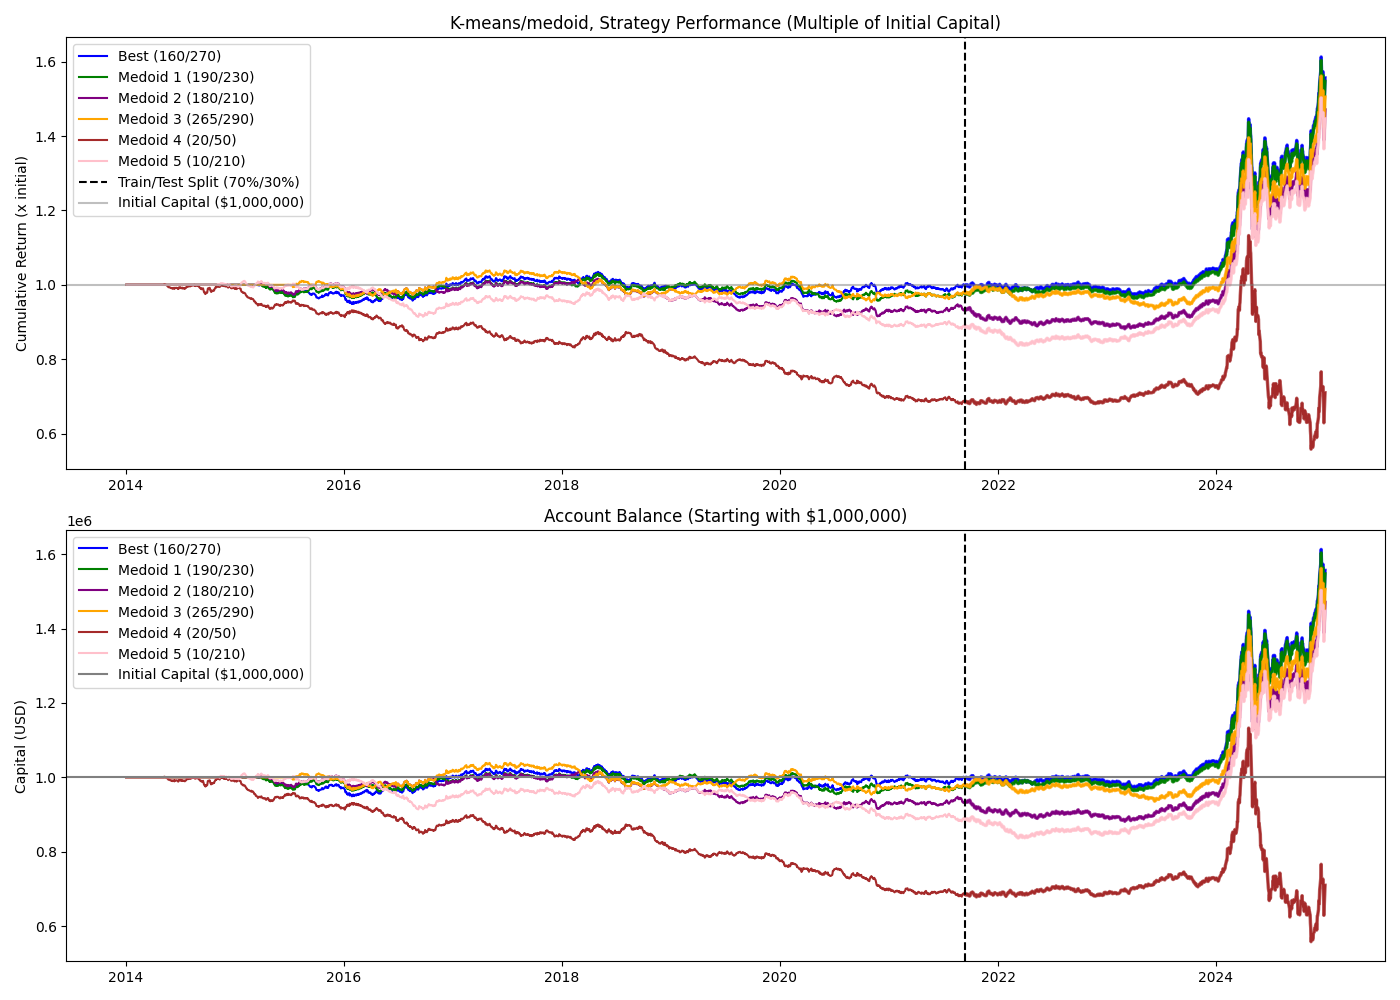 K-means/medoid, Strategy Performance (Multiple of Initial Capital)
Cumulative Return (x initial)
1.6
1.4
1.2
1.0
0.8
0.6
Best (160/270)
Medoid 1 (190/230)
Medoid 2 (180/210)
Medoid 3 (265/290)
Medoid 4 (20/50)
Medoid 5 (10/210)
Train/Test Split (70%/30%)
Initial Capital ($1,000,000)
2014 2016 2018 2020 2022 2024
1e6
Account Balance (Starting with $1,000,000)
Capital (USD)
1.6
1.4
1.2
1.0
0.8
0.6
Best (160/270)
Medoid 1 (190/230)
Medoid 2 (180/210)
Medoid 3 (265/290)
Medoid 4 (20/50)
Medoid 5 (10/210)
Initial Capital ($1,000,000)
2014 2016 2018 2020 2022 2024